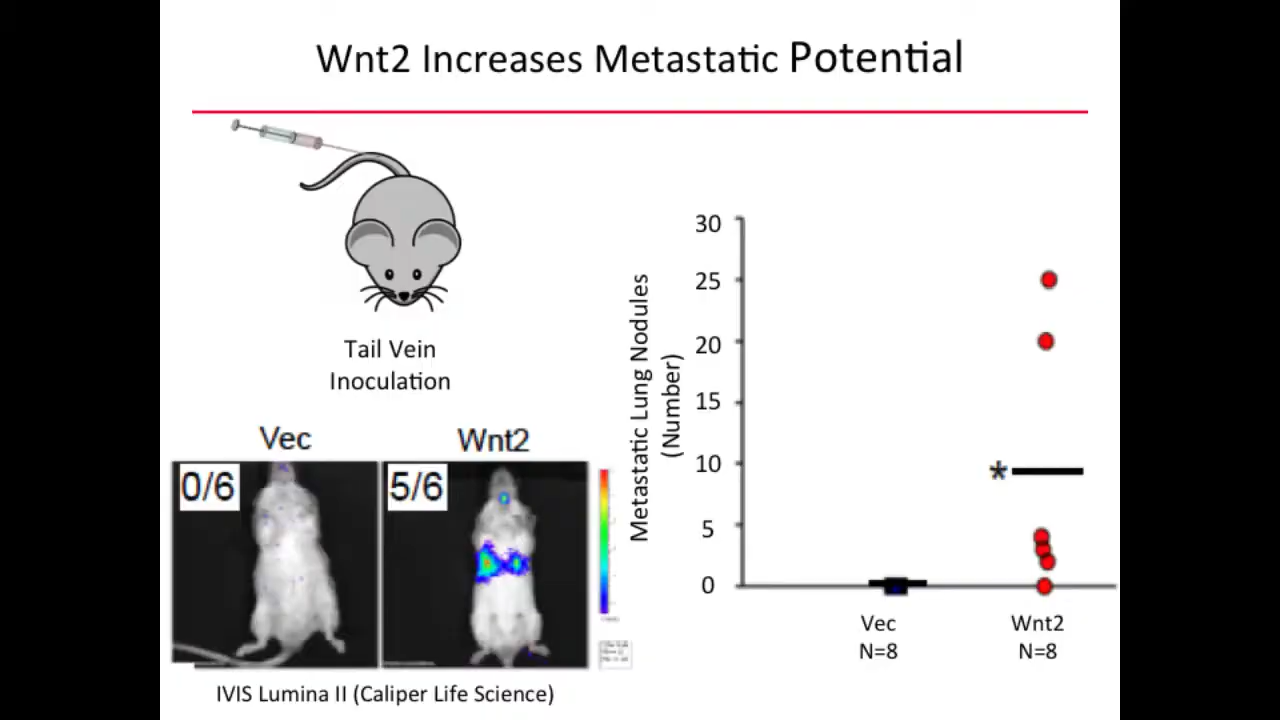 Wnt2 Increases Metastatic Potential
Tail Vein
Inoculation
Vec
Wnt2
0/6
5/6
IVIS Lumina II (Caliper Life Science)
Metastatic Lung Nodules
(Number)
30
25
20
15
10
5
0
*
Vec
N=8
Wnt2
N=8